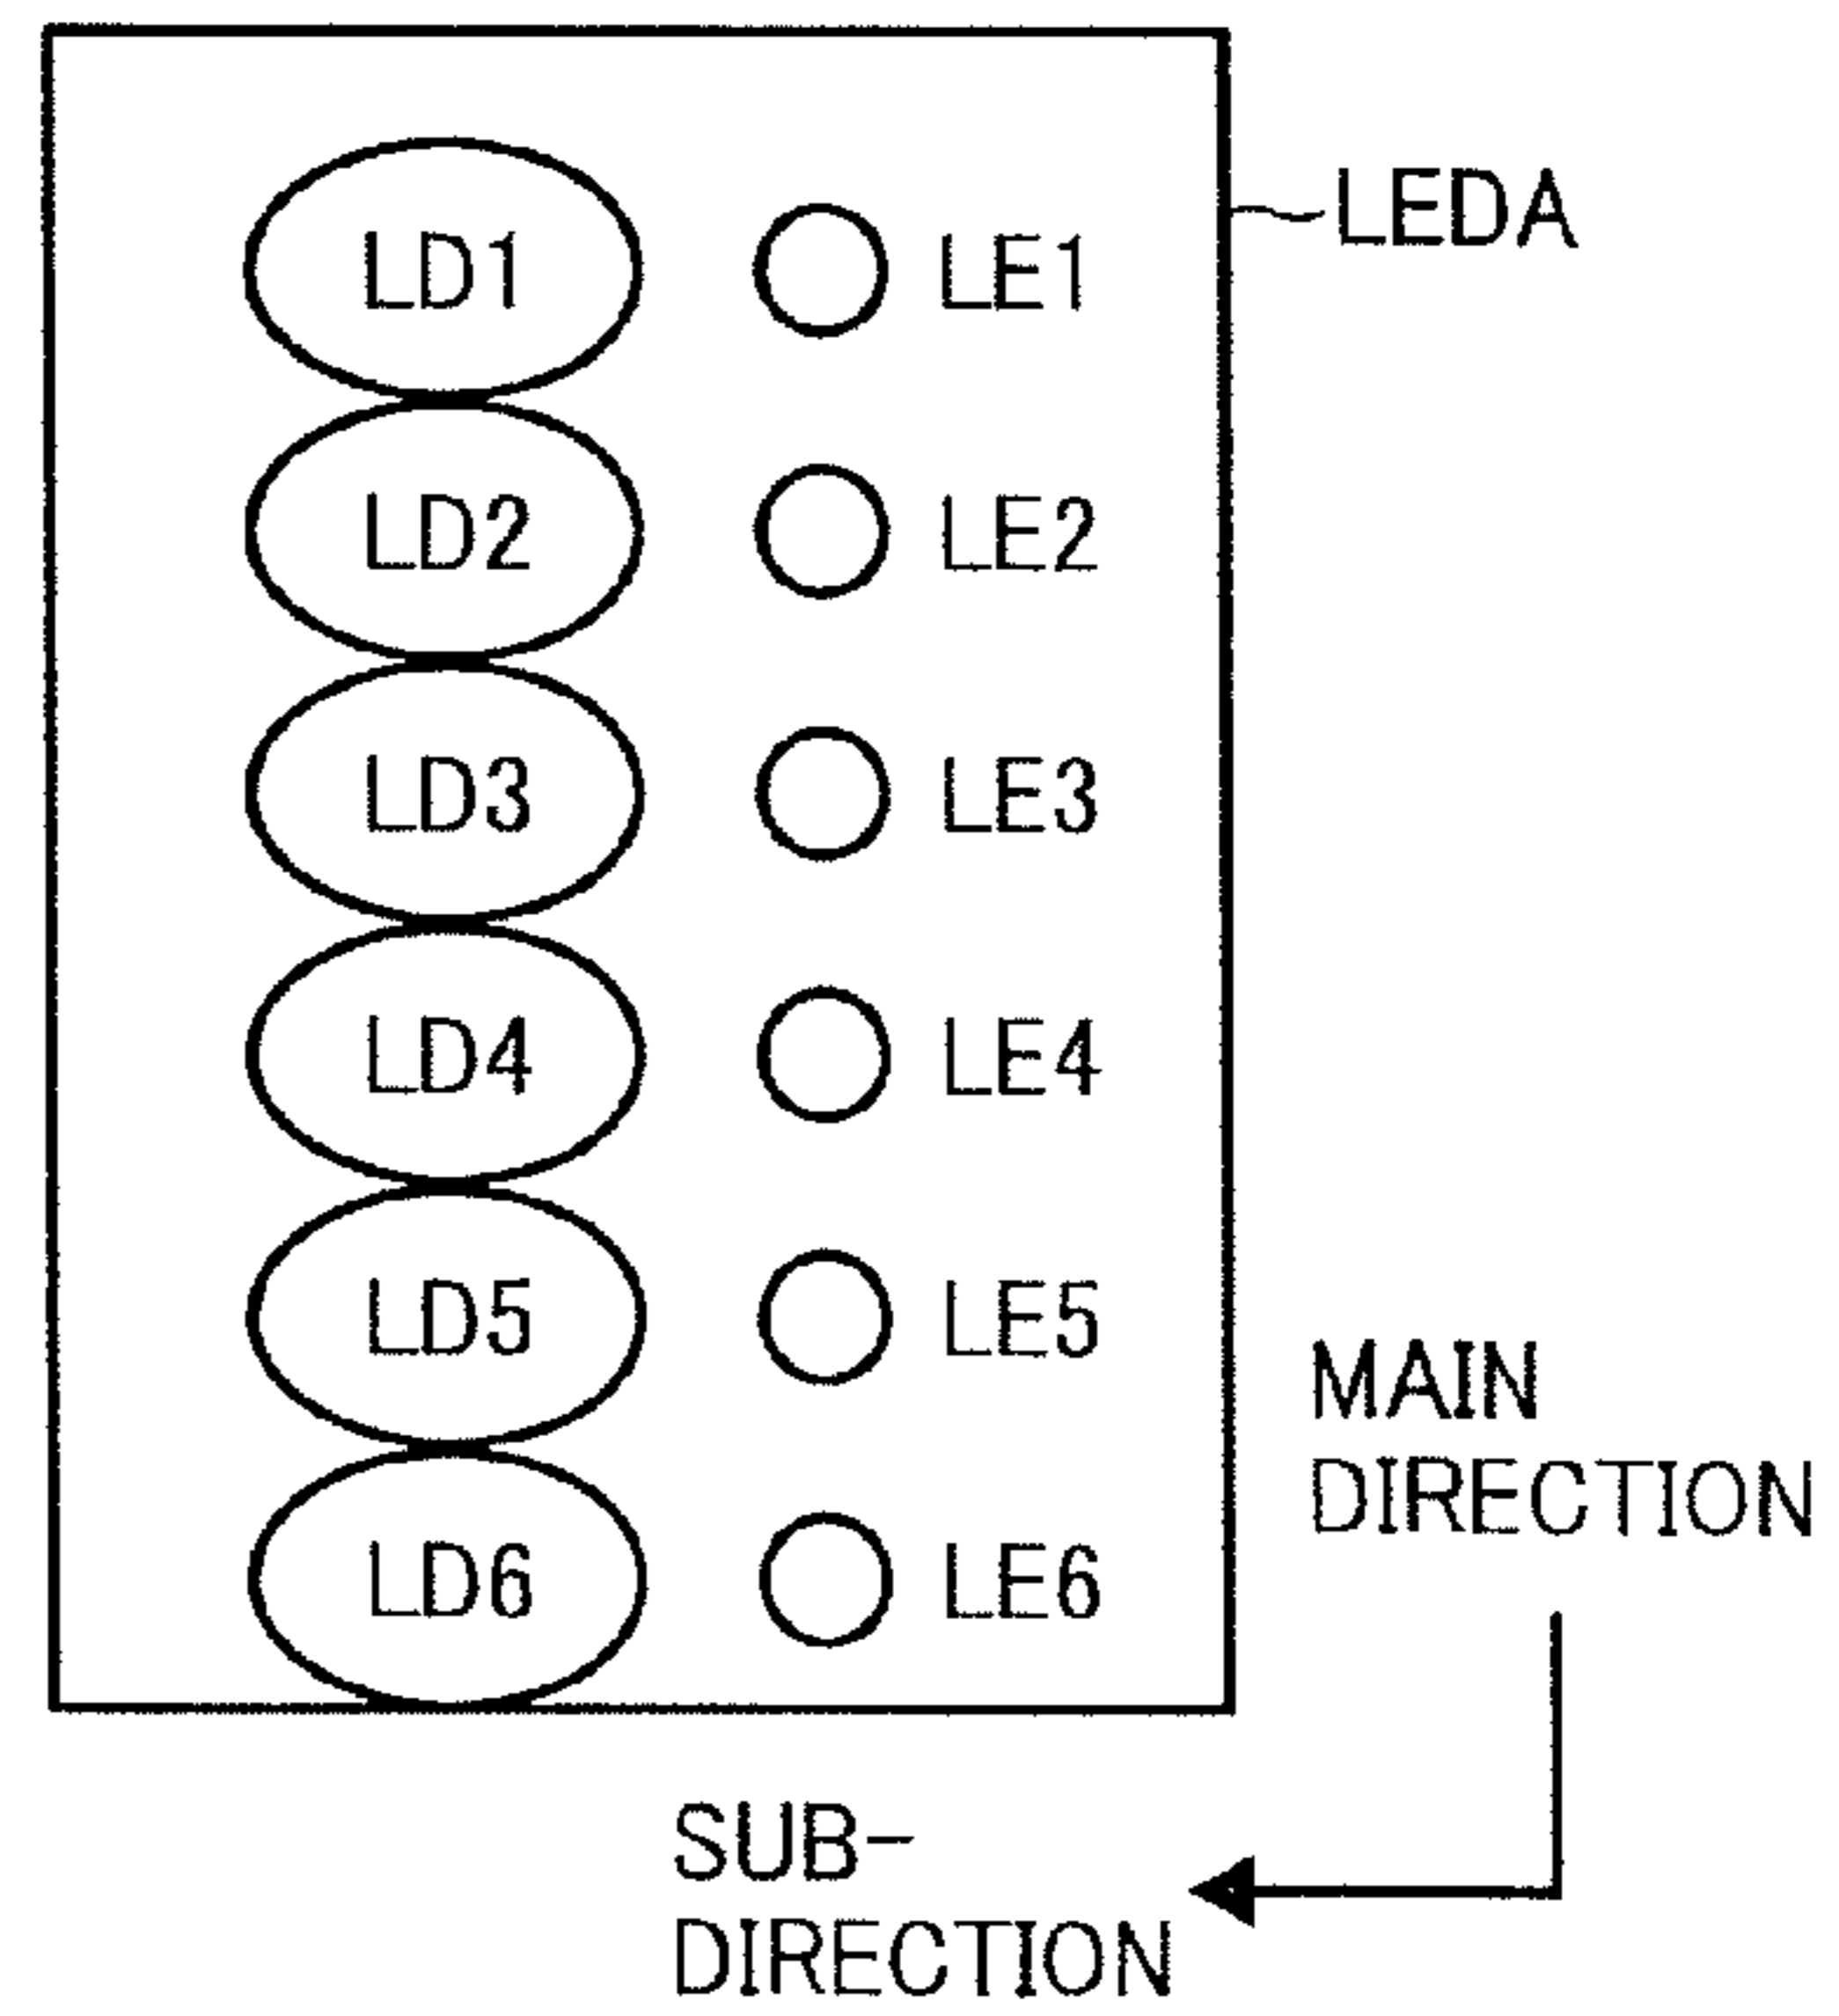 LEDA
LD1 LE1
LD2 LE2
LD3 LE3
LD4 LE4
LD5 LE5
LD6 LE6
MAIN
DIRECTION
SUB-
DIRECTION